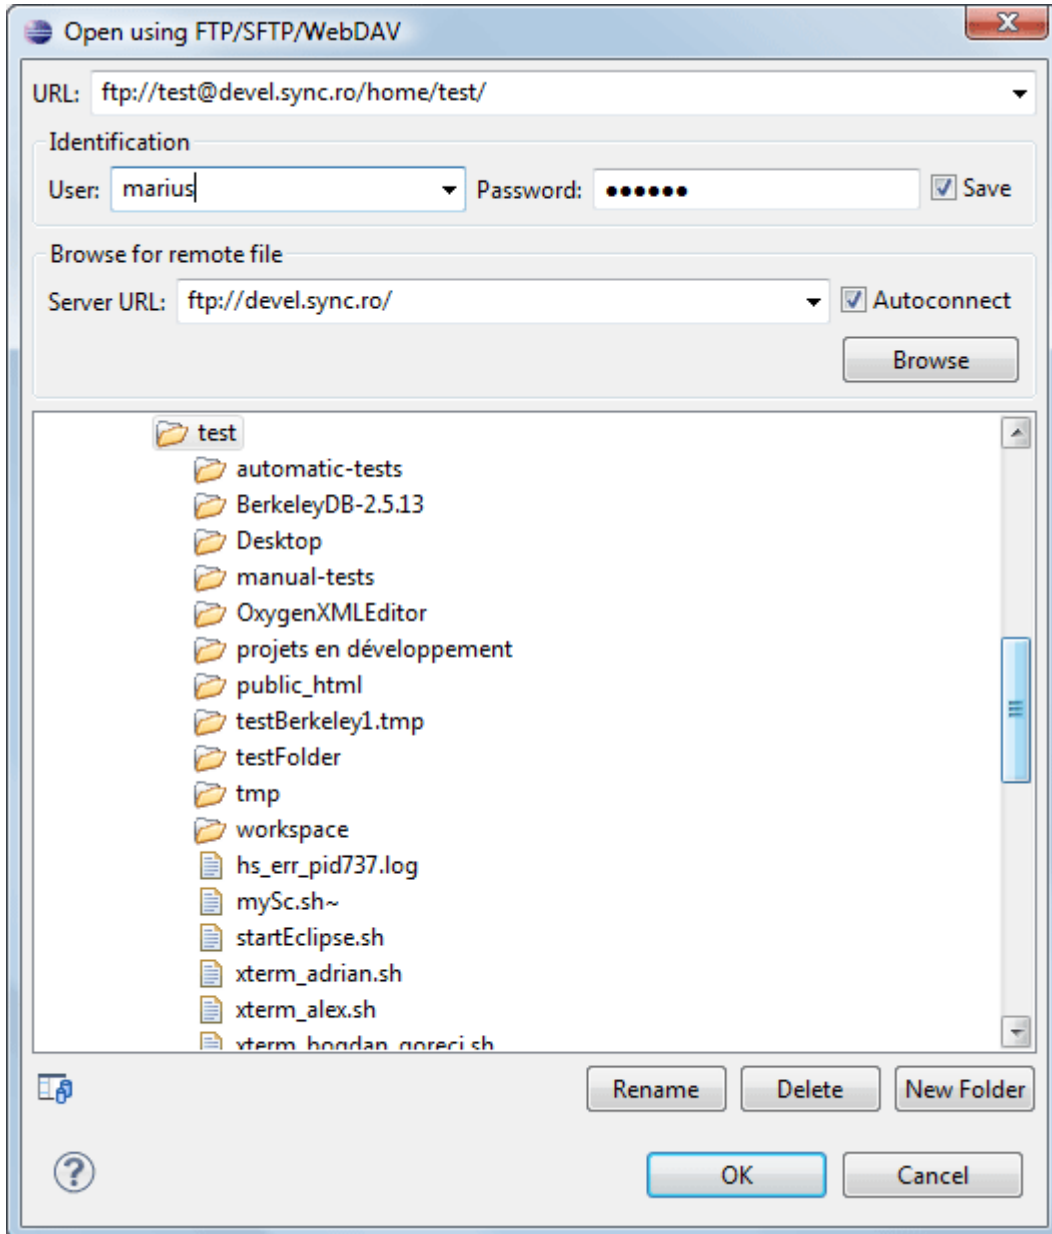 Open using FTP/SFTP/WebDAV
URL: ftp://test@devel.sync.ro/home/test/
Identification
User: marius Password: ●●●●●● Save
Browse for remote file
Server URL: ftp://devel.sync.ro/ Autoconnect
Browse
test
automatic-tests
BerkeleyDB-2.5.13
Desktop
manual-tests
OxygenXMLEditor
projets en développement
public_html
testBerkeley1.tmp
testFolder
tmp
workspace
hs_err_pid737.log
mySc.sh~
startEclipse.sh
xterm_adrian.sh
xterm_alex.sh
xterm_bogdan_goreci.sh
Rename Delete New Folder
OK Cancel